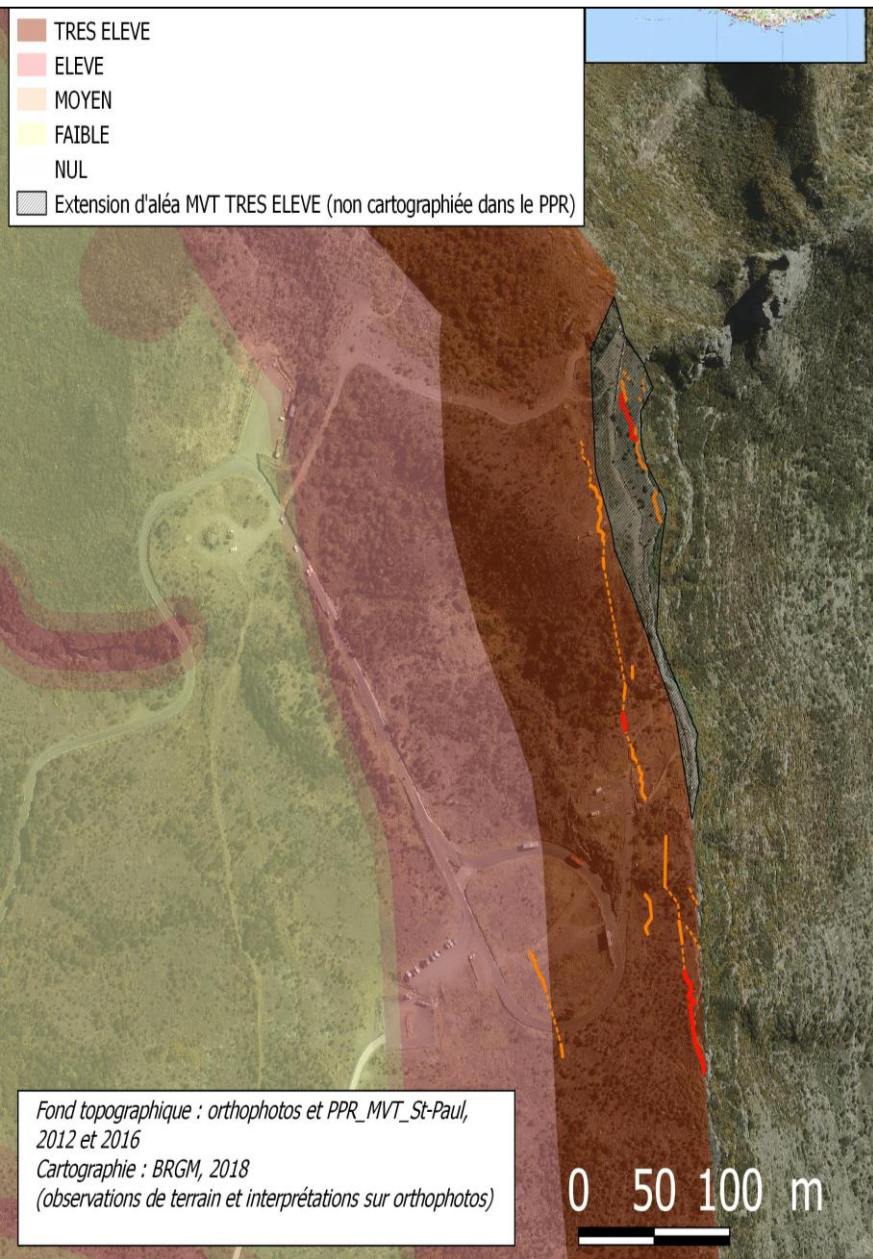 TRES ELEVE
ELEVE
MOYEN
FAIBLE
NUL
Extension d'aléa MVT TRES ELEVE (non cartographiée dans le PPR)
Fond topographique : orthophotos et PPR_MVT_St-Paul,
2012 et 2016
Cartographie : BRGM, 2018
(observations de terrain et interprétations sur orthophotos)
0 50 100 m